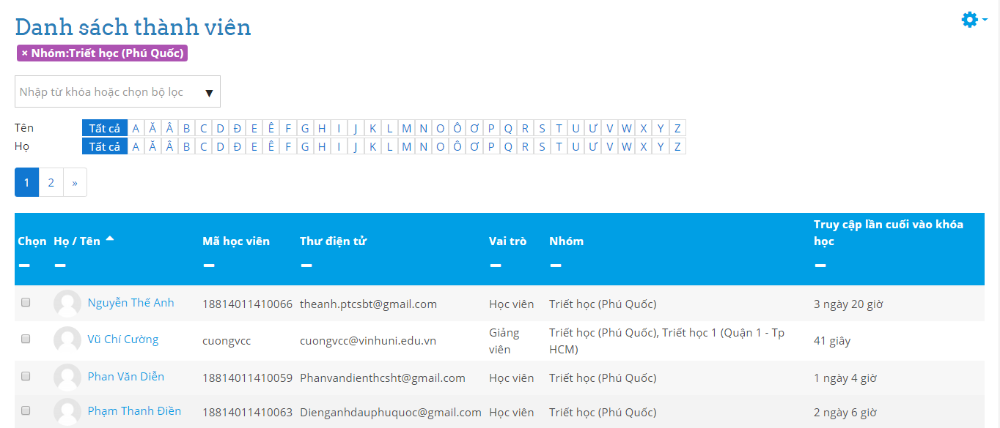 Danh sách thành viên
× Nhóm:Triết học (Phú Quốc)
Nhập từ khóa hoặc chọn bộ lọc ▼
Tên Tất cả A Ă Â B C D Đ E Ê F G H I J K L M N O Ô Ơ P Q R S T U Ư V W X Y Z
Họ Tất cả A Ă Â B C D Đ E Ê F G H I J K L M N O Ô Ơ P Q R S T U Ư V W X Y Z
1 2 »
Chọn Họ / Tên Mã học viên Thư điện tử Vai trò Nhóm Truy cập lần cuối vào khóa
học
Nguyễn Thế Anh 18814011410066 theanh.ptcsbt@gmail.com Học viên Triết học (Phú Quốc) 3 ngày 20 giờ
Vũ Chí Cường cuongvcc cuongvcc@vinhuni.edu.vn Giảng viên Triết học (Phú Quốc), Triết học 1 (Quận 1 - Tp HCM) 41 giây
Phan Văn Diễn 18814011410059 Phanvandienthcsht@gmail.com Học viên Triết học (Phú Quốc) 1 ngày 4 giờ
Phạm Thanh Điền 18814011410063 Dienganhdauphuquoc@gmail.com Học viên Triết học (Phú Quốc) 2 ngày 6 giờ